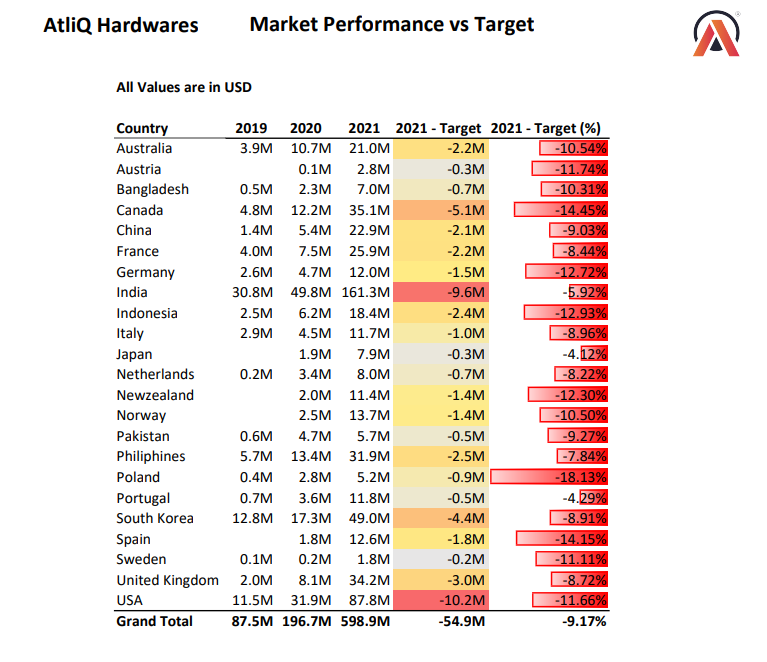 AtliQ Hardwares Market Performance vs Target
All Values are in USD
Country 2019 2020 2021 2021 - Target 2021 - Target (%)
Australia 3.9M 10.7M 21.0M -2.2M -10.54%
Austria 0.1M 2.8M -0.3M -11.74%
Bangladesh 0.5M 2.3M 7.0M -0.7M -10.31%
Canada 4.8M 12.2M 35.1M -5.1M -14.45%
China 1.4M 5.4M 22.9M -2.1M -9.03%
France 4.0M 7.5M 25.9M -2.2M -8.44%
Germany 2.6M 4.7M 12.0M -1.5M -12.72%
India 30.8M 49.8M 161.3M -9.6M -5.92%
Indonesia 2.5M 6.2M 18.4M -2.4M -12.93%
Italy 2.9M 4.5M 11.7M -1.0M -8.96%
Japan 1.9M 7.9M -0.3M -4.12%
Netherlands 0.2M 3.4M 8.0M -0.7M -8.22%
Newzealand 2.0M 11.4M -1.4M -12.30%
Norway 2.5M 13.7M -1.4M -10.50%
Pakistan 0.6M 4.7M 5.7M -0.5M -9.27%
Philiphines 5.7M 13.4M 31.9M -2.5M -7.84%
Poland 0.4M 2.8M 5.2M -0.9M -18.13%
Portugal 0.7M 3.6M 11.8M -0.5M -4.29%
South Korea 12.8M 17.3M 49.0M -4.4M -8.91%
Spain 1.8M 12.6M -1.8M -14.15%
Sweden 0.1M 0.2M 1.8M -0.2M -11.11%
United Kingdom 2.0M 8.1M 34.2M -3.0M -8.72%
USA 11.5M 31.9M 87.8M -10.2M -11.66%
Grand Total 87.5M 196.7M 598.9M -54.9M -9.17%